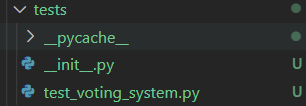 tests
__pycache__
__init__.py
U
test_voting_system.py
U